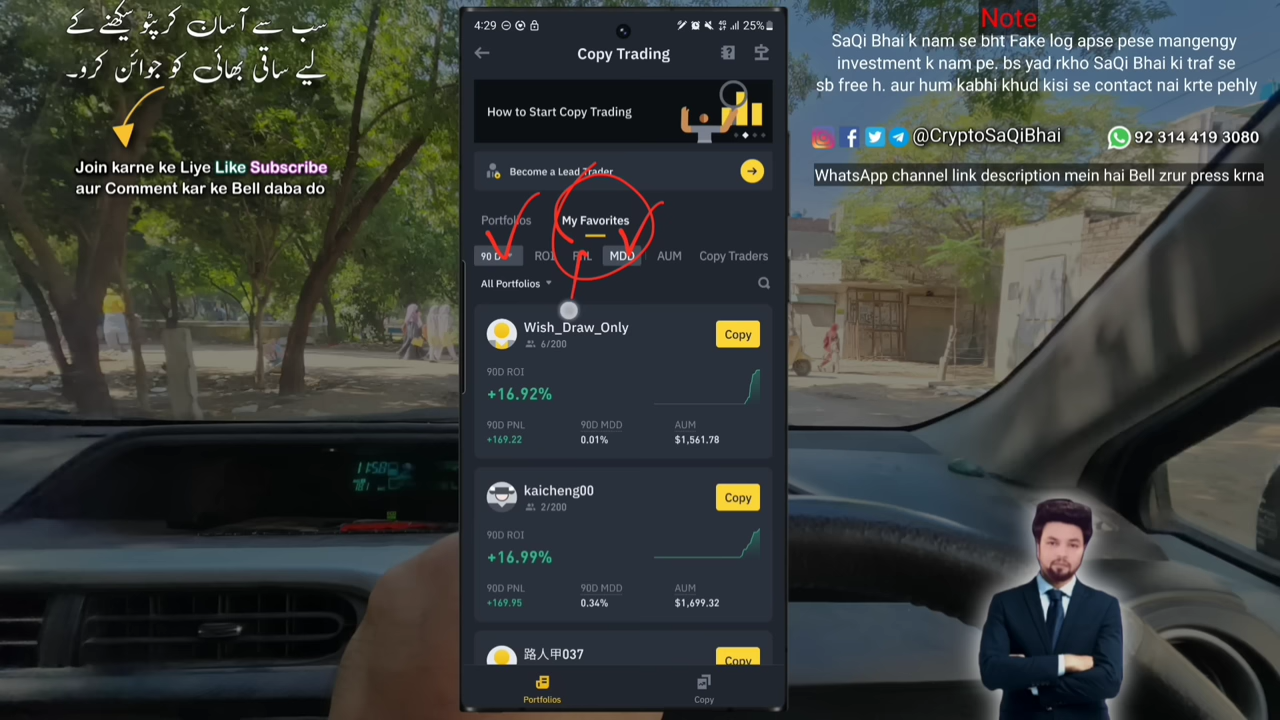 سب سے آسان کرپٹو سیکھنے کے
لیے ساقی بھائی کو جوائن کرو۔
Join karne ke Liye Like Subscribe
aur Comment kar ke Bell daba do
4:29
25%
Copy Trading
How to Start Copy Trading
Become a Lead Trader
Portfolios
My Favorites
90 D
ROI
PNL
MDD
AUM
Copy Traders
All Portfolios
Wish_Draw_Only
6/200
Copy
90D ROI
+16.92%
90D PNL
90D MDD
AUM
+169.22
0.01%
$1,561.78
kaicheng00
2/200
Copy
90D ROI
+16.99%
90D PNL
90D MDD
AUM
+169.95
0.34%
$1,699.32
路人甲037
Copy
Portfolios
Copy
Note
SaQi Bhai k nam se bht Fake log apse pese mangengy
investment k nam pe. bs yad rkho SaQi Bhai ki traf se
sb free h. aur hum kabhi khud kisi se contact nai krte pehly
@CryptoSaQiBhai
92 314 419 3080
WhatsApp channel link description mein hai Bell zrur press krna
11:50